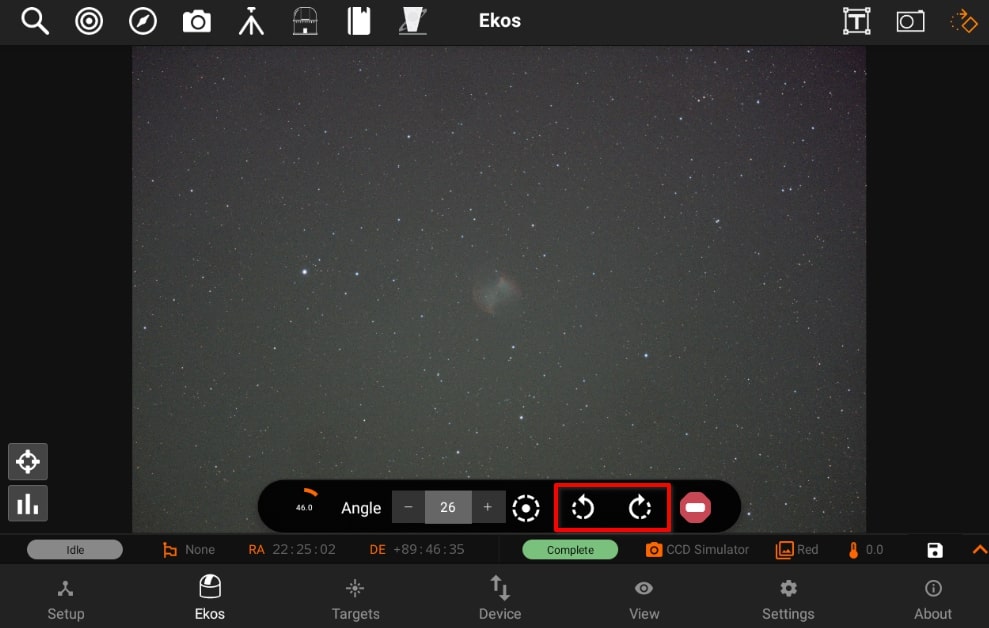 Ekos
T
46.0
Angle
− 26 +
Idle
None
RA 22:25:02
DE +89:46:35
Complete
CCD Simulator
Red
0.0
Setup
Ekos
Targets
Device
View
Settings
About